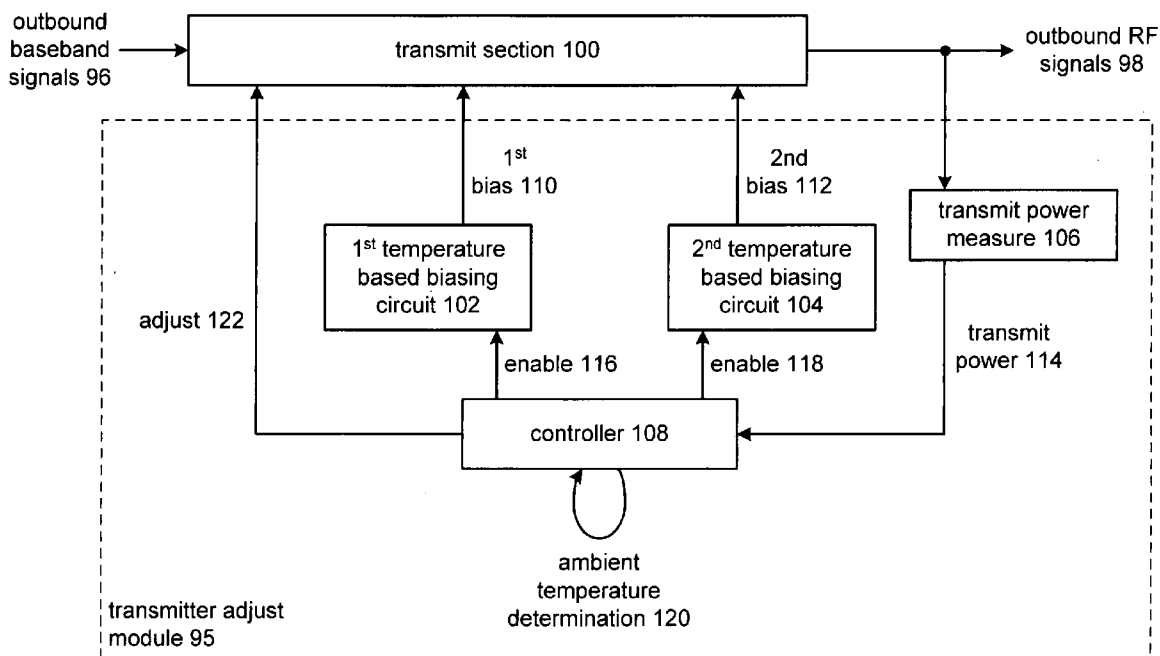 outbound
baseband
signals 96
transmit section 100
outbound RF
signals 98
1st
bias 110
2nd
bias 112
transmit power
measure 106
1st temperature
based biasing
circuit 102
2nd temperature
based biasing
circuit 104
adjust 122
enable 116
enable 118
transmit
power 114
controller 108
ambient
temperature
determination 120
transmitter adjust
module 95